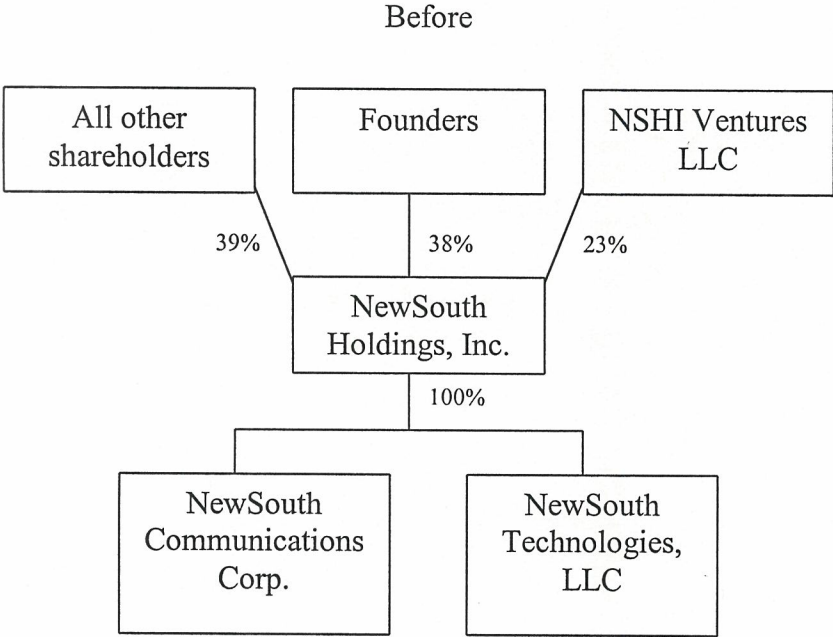 Before
All other
shareholders
Founders
NSHI Ventures
LLC
39%
38%
23%
NewSouth
Holdings, Inc.
100%
NewSouth
Communications
Corp.
NewSouth
Technologies,
LLC